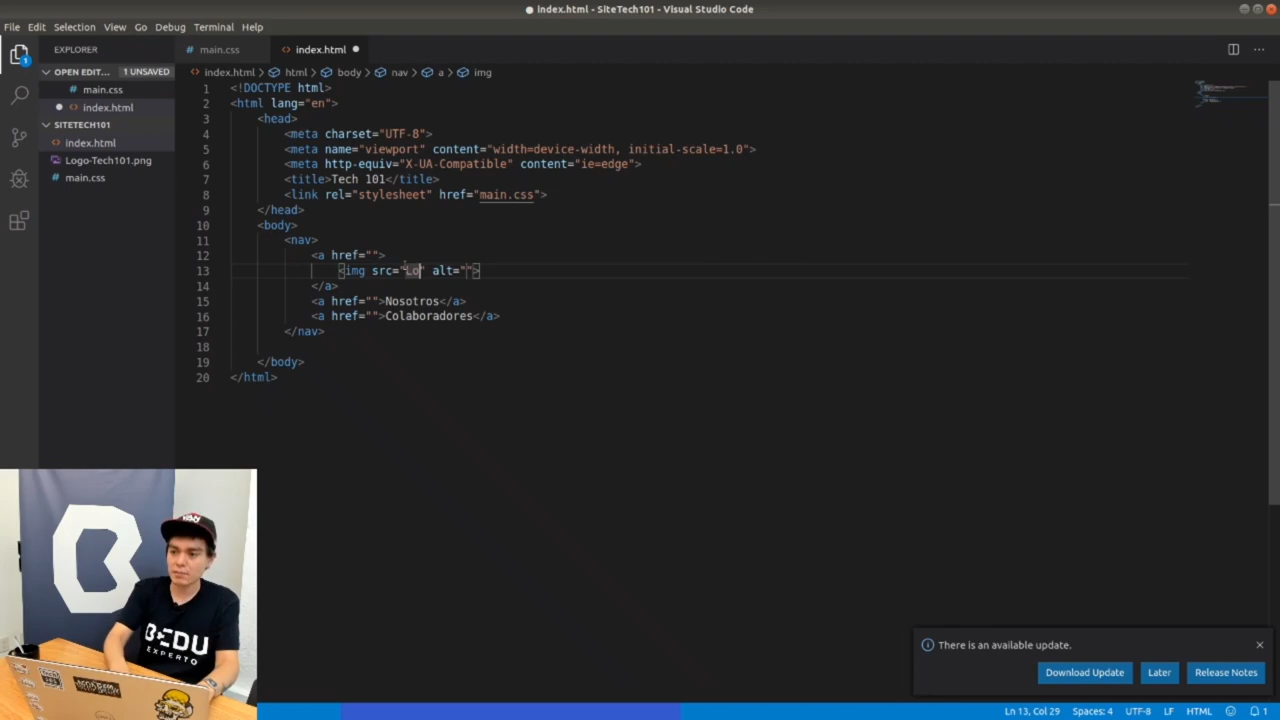 index.html - SiteTech101 - Visual Studio Code
File Edit Selection View Go Debug Terminal Help
EXPLORER
main.css
index.html
OPEN EDIT... 1 UNSAVED
main.css
index.html
SITETECH101
index.html
Logo-Tech101.png
main.css
1
index.html > html > body > nav > a > img
1 <!DOCTYPE html>
2 <html lang="en">
3 <head>
4 <meta charset="UTF-8">
5 <meta name="viewport" content="width=device-width, initial-scale=1.0">
6 <meta http-equiv="X-UA-Compatible" content="ie=edge">
7 <title>Tech 101</title>
8 <link rel="stylesheet" href="main.css">
9 </head>
10 <body>
11 <nav>
12 <a href="">
13 <img src="Lo" alt="">
14 </a>
15 <a href="">Nosotros</a>
16 <a href="">Colaboradores</a>
17 </nav>
18
19 </body>
20 </html>
BEDU
EXPERTO
There is an available update.
Download Update Later Release Notes
Ln 13, Col 29 Spaces: 4 UTF-8 LF HTML 1